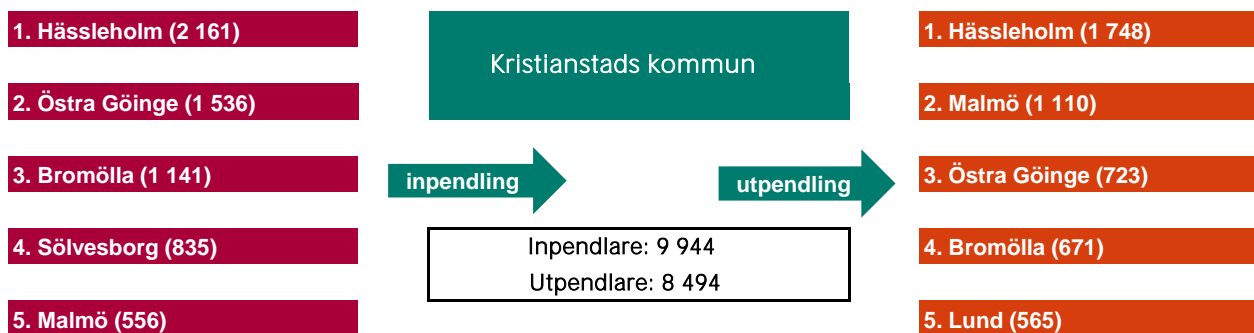 1. Hässleholm (2 161)
2. Östra Göinge (1 536)
3. Bromölla (1 141)
4. Sölvesborg (835)
5. Malmö (556)
Kristianstads kommun
inpendling
utpendling
Inpendlare: 9 944
Utpendlare: 8 494
1. Hässleholm (1 748)
2. Malmö (1 110)
3. Östra Göinge (723)
4. Bromölla (671)
5. Lund (565)